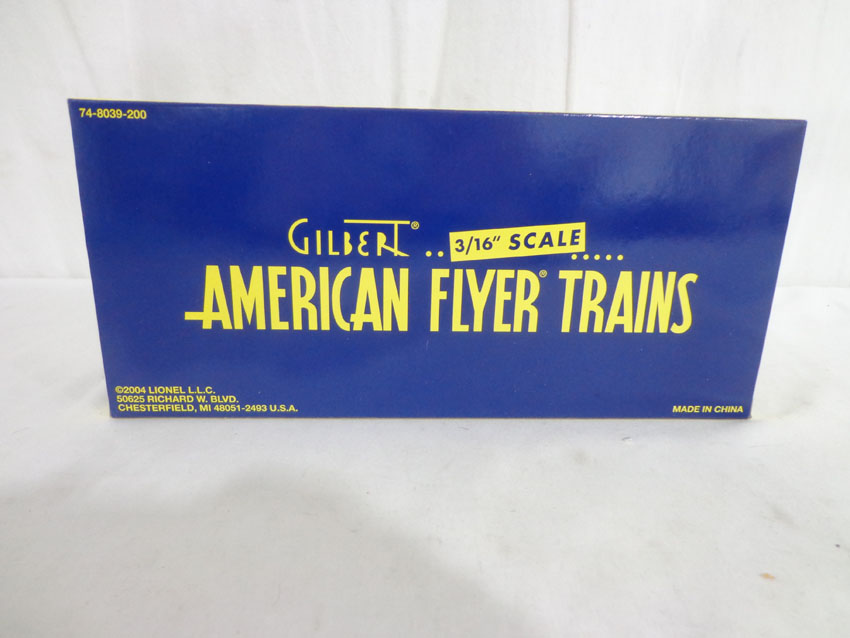 74-8039-200
GILBERT® .. 3/16" SCALE .....
AMERICAN FLYER® TRAINS
©2004 LIONEL L.L.C.
50625 RICHARD W. BLVD.
CHESTERFIELD, MI 48051-2493 U.S.A.
MADE IN CHINA